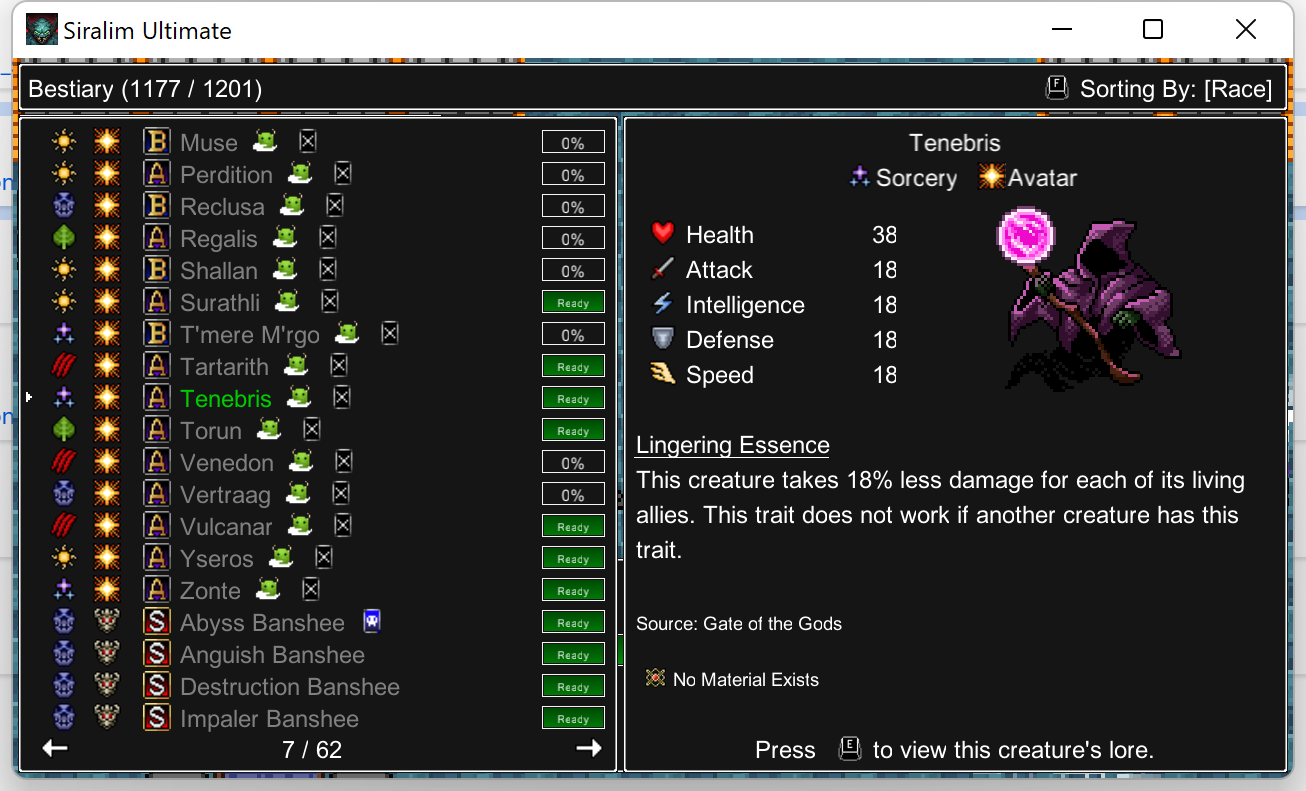 Siralim Ultimate
Bestiary (1177 / 1201)
F Sorting By: [Race]
B Muse 0%
A Perdition 0%
B Reclusa 0%
A Regalis 0%
B Shallan 0%
A Surathli Ready
B T'mere M'rgo 0%
A Tartarith Ready
A Tenebris Ready
A Torun Ready
A Venedon 0%
A Vertraag 0%
A Vulcanar Ready
A Yseros Ready
A Zonte Ready
S Abyss Banshee Ready
S Anguish Banshee Ready
S Destruction Banshee Ready
S Impaler Banshee Ready
7 / 62
Tenebris
Sorcery Avatar
Health 38
Attack 18
Intelligence 18
Defense 18
Speed 18
Lingering Essence
This creature takes 18% less damage for each of its living
allies. This trait does not work if another creature has this
trait.
Source: Gate of the Gods
No Material Exists
Press E to view this creature's lore.